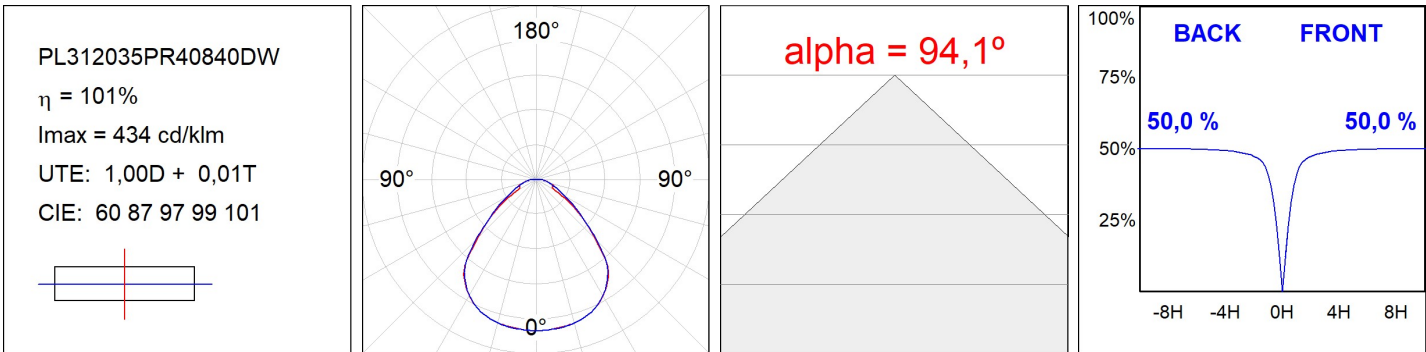 PL312035PR40840DW
η = 101%
Imax = 434 cd/klm
UTE: 1,00D + 0,01T
CIE: 60 87 97 99 101
180°
90° 90°
0°
alpha = 94,1º
100%
BACK FRONT
75%
50,0 % 50,0 %
50%
25%
-8H -4H 0H 4H 8H